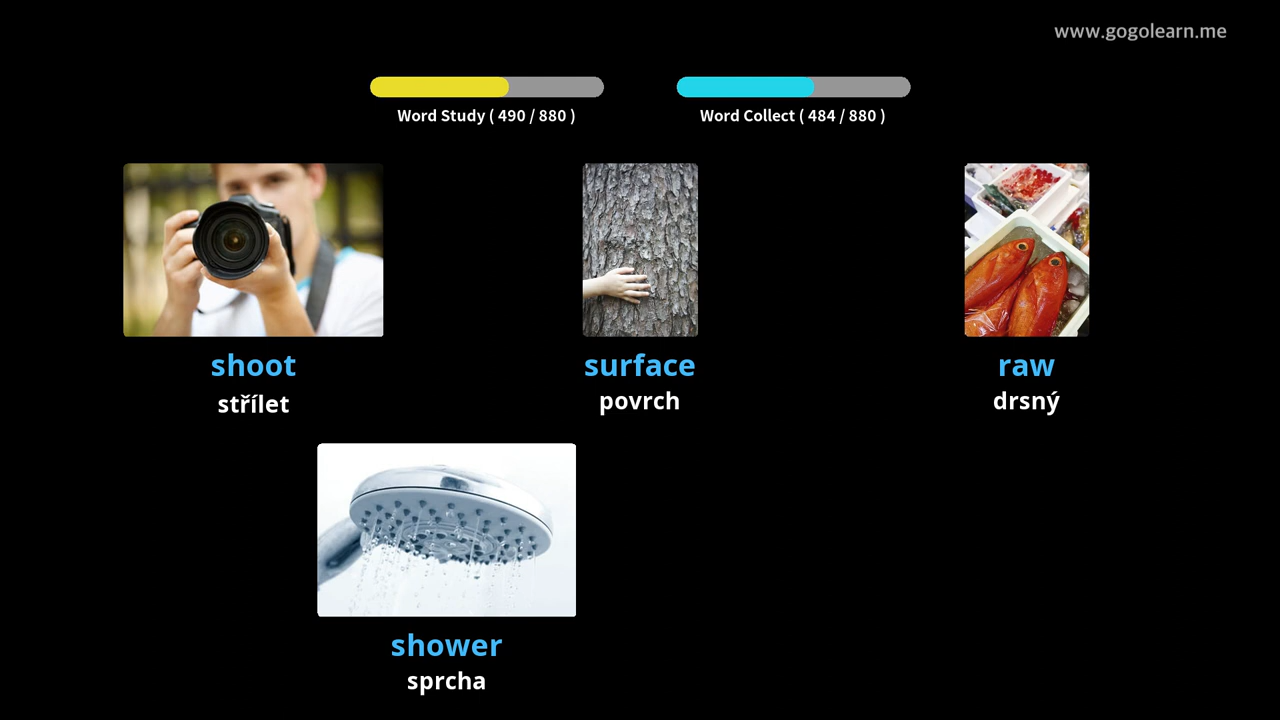 www.gogolearn.me
Word Study ( 490 / 880 )
Word Collect ( 484 / 880 )
shoot
střílet
surface
povrch
raw
drsný
shower
sprcha